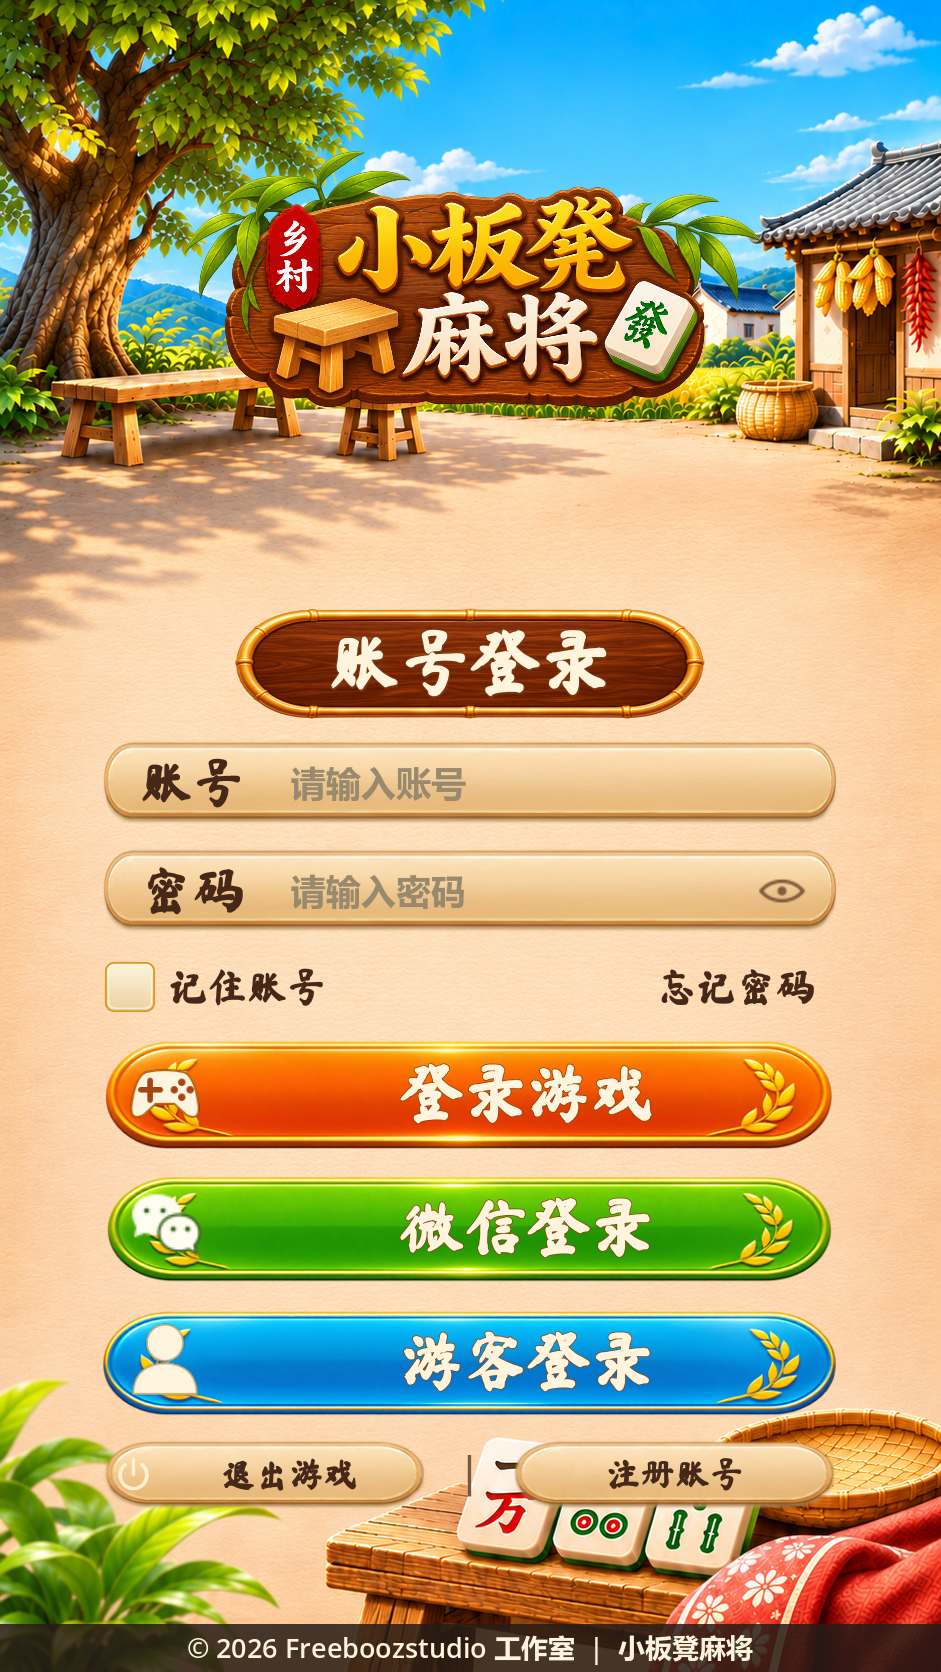 乡村
小板凳
麻将
發
账号登录
账号 请输入账号
密码 请输入密码
记住账号 忘记密码
登录游戏
微信登录
游客登录
退出游戏 | 注册账号
万
© 2026 Freeboozstudio 工作室 | 小板凳麻将